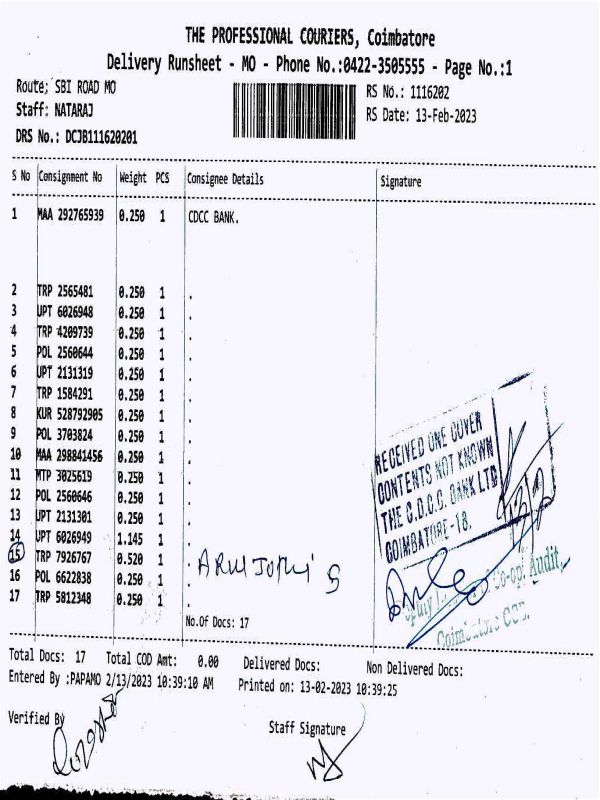 THE PROFESSIONAL COURIERS, Coimbatore
Delivery Runsheet - MO - Phone No.:0422-3505555 - Page No.:1
Route; SBI ROAD MO
RS No.: 1116202
Staff: NATARAJ
RS Date: 13-Feb-2023
DRS No.: DCJB111620201
S No Consignment No Weight PCS Consignee Details Signature
1 MAA 292765939 0.250 1 CDCC BANK.
2 TRP 2565481 0.250 1 .
3 UPT 6026948 0.250 1 .
4 TRP 4209739 0.250 1 .
5 POL 2560644 0.250 1 .
6 UPT 2131319 0.250 1 .
7 TRP 1584291 0.250 1 .
8 KUR 528792905 0.250 1 .
9 POL 3703824 0.250 1 .
10 MAA 298841456 0.250 1 .
11 MTP 3025619 0.250 1 .
12 POL 2560646 0.250 1 .
13 UPT 2131301 0.250 1 .
14 UPT 6026949 1.145 1 .
15 TRP 7926767 0.520 1 .
16 POL 6622838 0.250 1 .
17 TRP 5812348 0.250 1 .
RECEIVED ONE COVER
CONTENTS NOT KNOWN
THE C.D.C.C. BANK LTD
COIMBATORE-18.
Co-op. Audit,
No.Of Docs: 17
Total Docs: 17 Total COD Amt: 0.00 Delivered Docs: Non Delivered Docs:
Entered By :PAPAMO 2/13/2023 10:39:10 AM Printed on: 13-02-2023 10:39:25
Verified By
Staff Signature